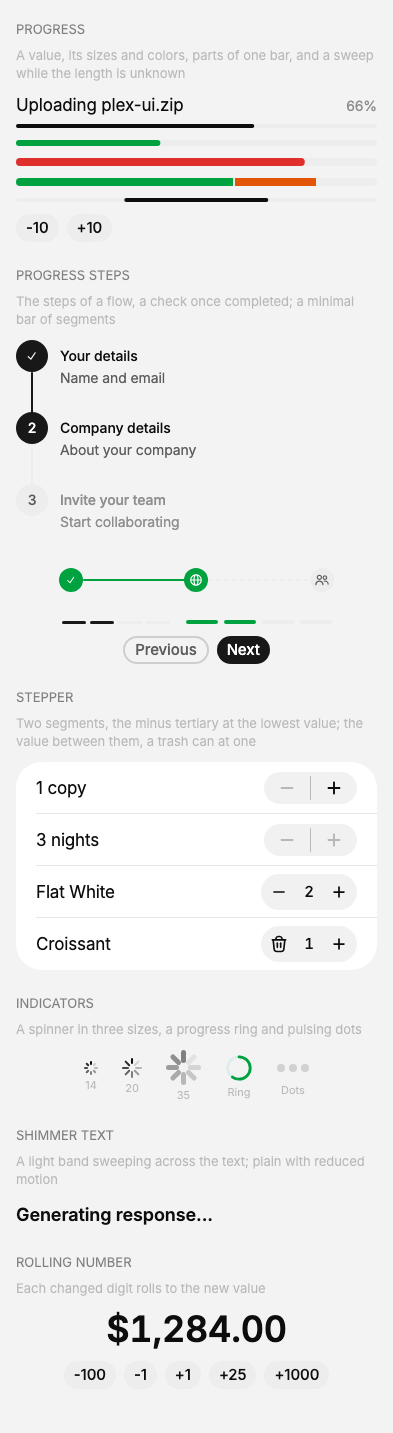 PROGRESS
A value, its sizes and colors, parts of one bar, and a sweep
while the length is unknown
Uploading plex-ui.zip 66%
-10 +10
PROGRESS STEPS
The steps of a flow, a check once completed; a minimal
bar of segments
Your details
Name and email
2 Company details
About your company
3 Invite your team
Start collaborating
Previous Next
STEPPER
Two segments, the minus tertiary at the lowest value; the
value between them, a trash can at one
1 copy
3 nights
Flat White 2
Croissant 1
INDICATORS
A spinner in three sizes, a progress ring and pulsing dots
14 20 35 Ring Dots
SHIMMER TEXT
A light band sweeping across the text; plain with reduced
motion
Generating response...
ROLLING NUMBER
Each changed digit rolls to the new value
$1,284.00
-100 -1 +1 +25 +1000